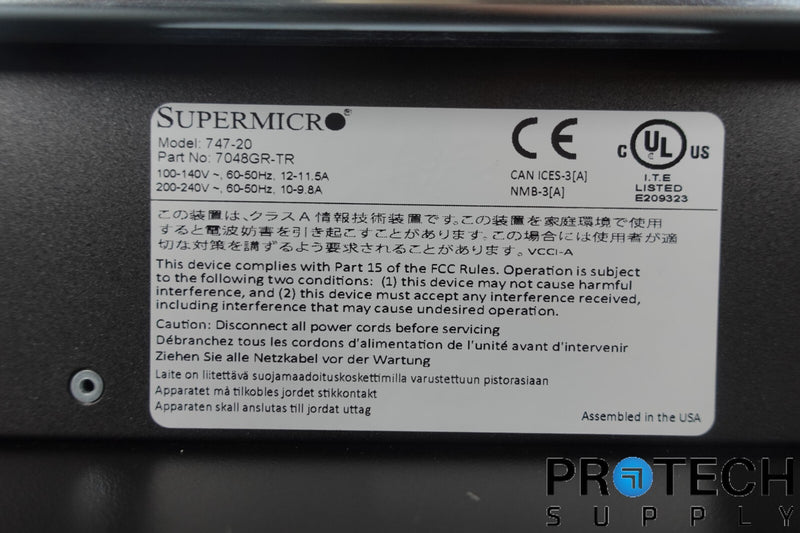 SUPERMICRO®
Model: 747-20
Part No: 7048GR-TR
100-140V ~, 60-50Hz, 12-11.5A
200-240V ~, 60-50Hz, 10-9.8A
CE
CAN ICES-3[A]
NMB-3[A]
C UL US
I.T.E
LISTED
E209323
この装置は、クラスA 情報技術装置です。この装置を家庭環境で使用
すると電波妨害を引き起こすことがあります。この場合には使用者が適
切な対策を講ずるよう要求されることがあります。VCCI-A
This device complies with Part 15 of the FCC Rules. Operation is subject
to the following two conditions: (1) this device may not cause harmful
interference, and (2) this device must accept any interference received,
including interference that may cause undesired operation.
Caution: Disconnect all power cords before servicing
Débranchez tous les cordons d'alimentation de l'unité avant d'intervenir
Ziehen Sie alle Netzkabel vor der Wartung
Laite on liitettävä suojamaadoituskoskettimilla varustettuun pistorasiaan
Apparatet må tilkobles jordet stikkontakt
Apparaten skall anslutas till jordat uttag
Assembled in the USA
PROTECH
SUPPLY